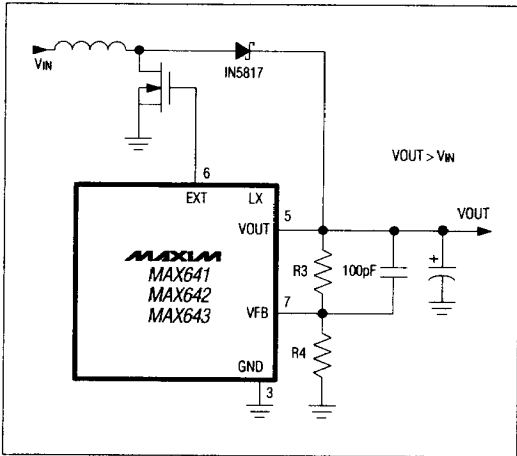 VIN
IN5817
VOUT > VIN
6
EXT
LX
5
VOUT
VOUT
MAXIM
MAX641
MAX642
MAX643
R3
100pF
+
7
VFB
R4
GND
3